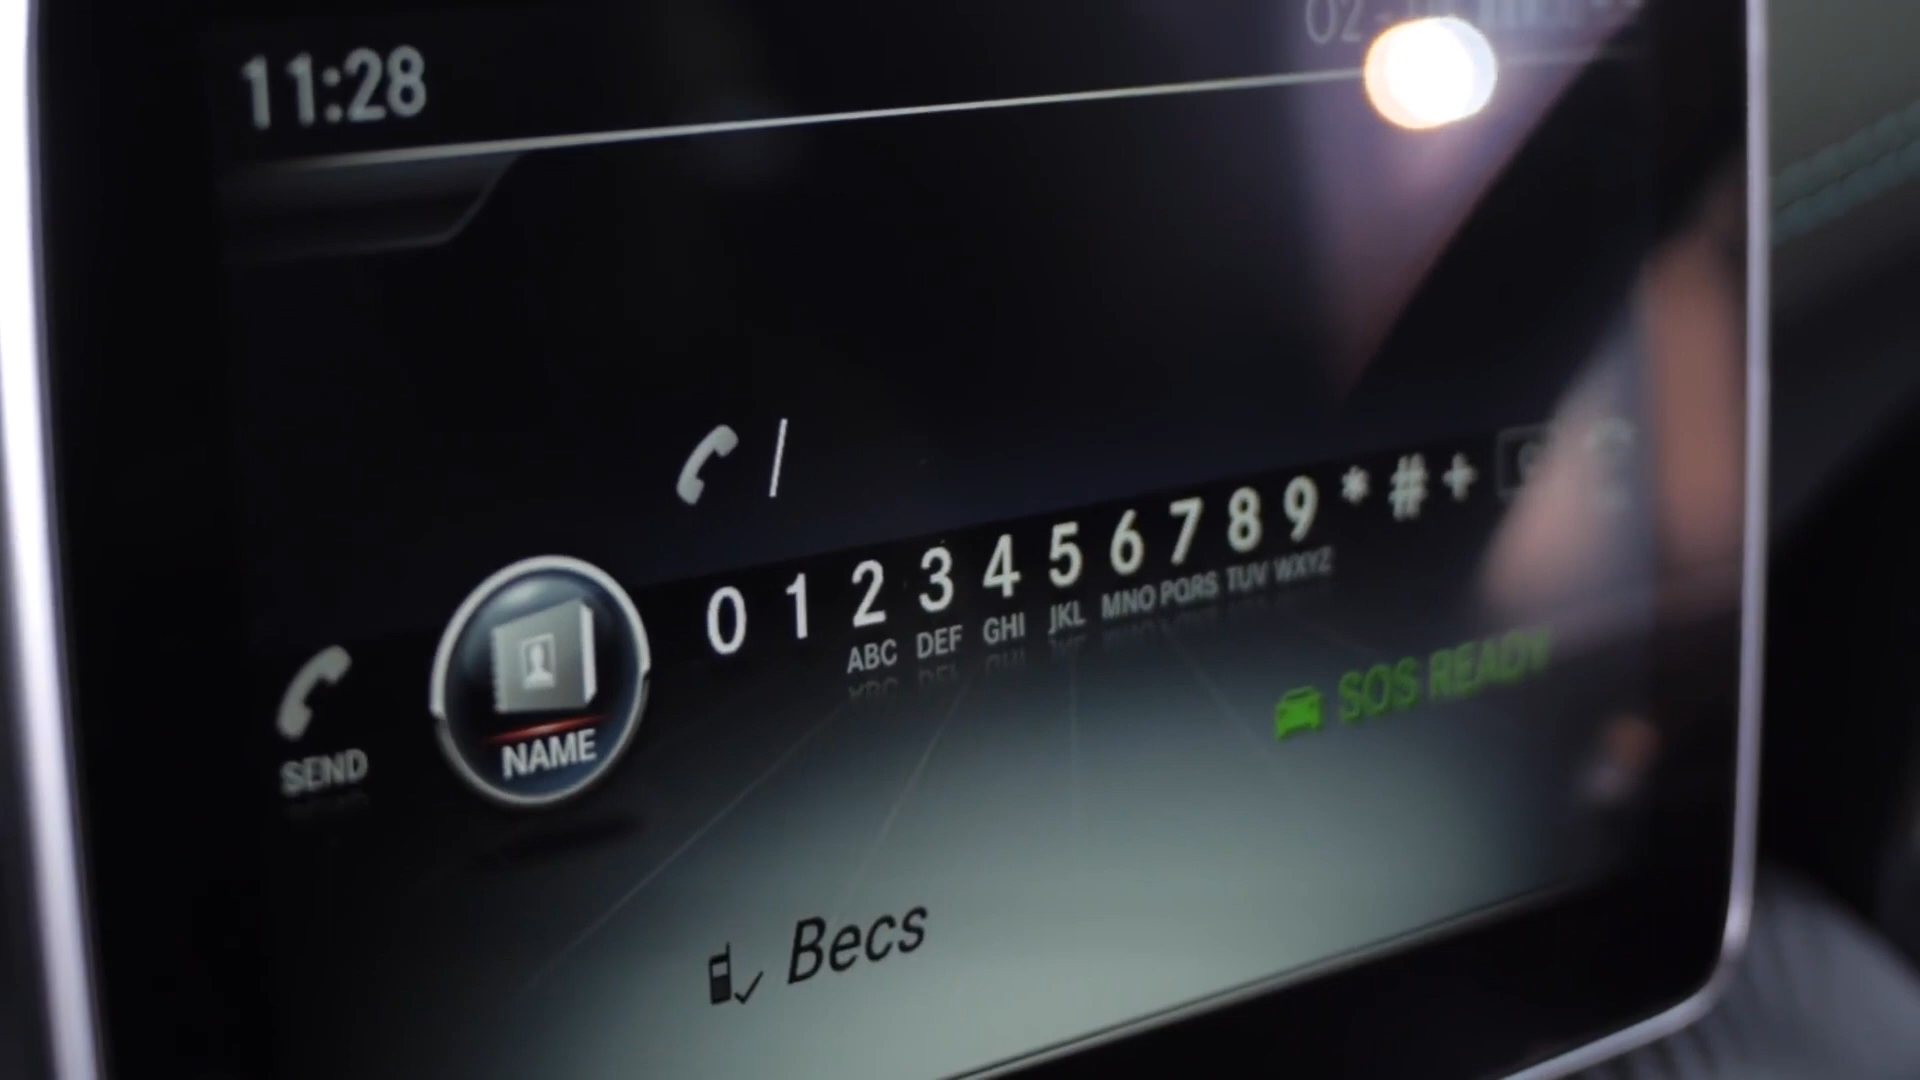 11:28
0 1 2 3 4 5 6 7 8 9 * # +
ABC DEF GHI JKL MNO PQRS TUV WXYZ
SEND
NAME
SOS READY
Becs